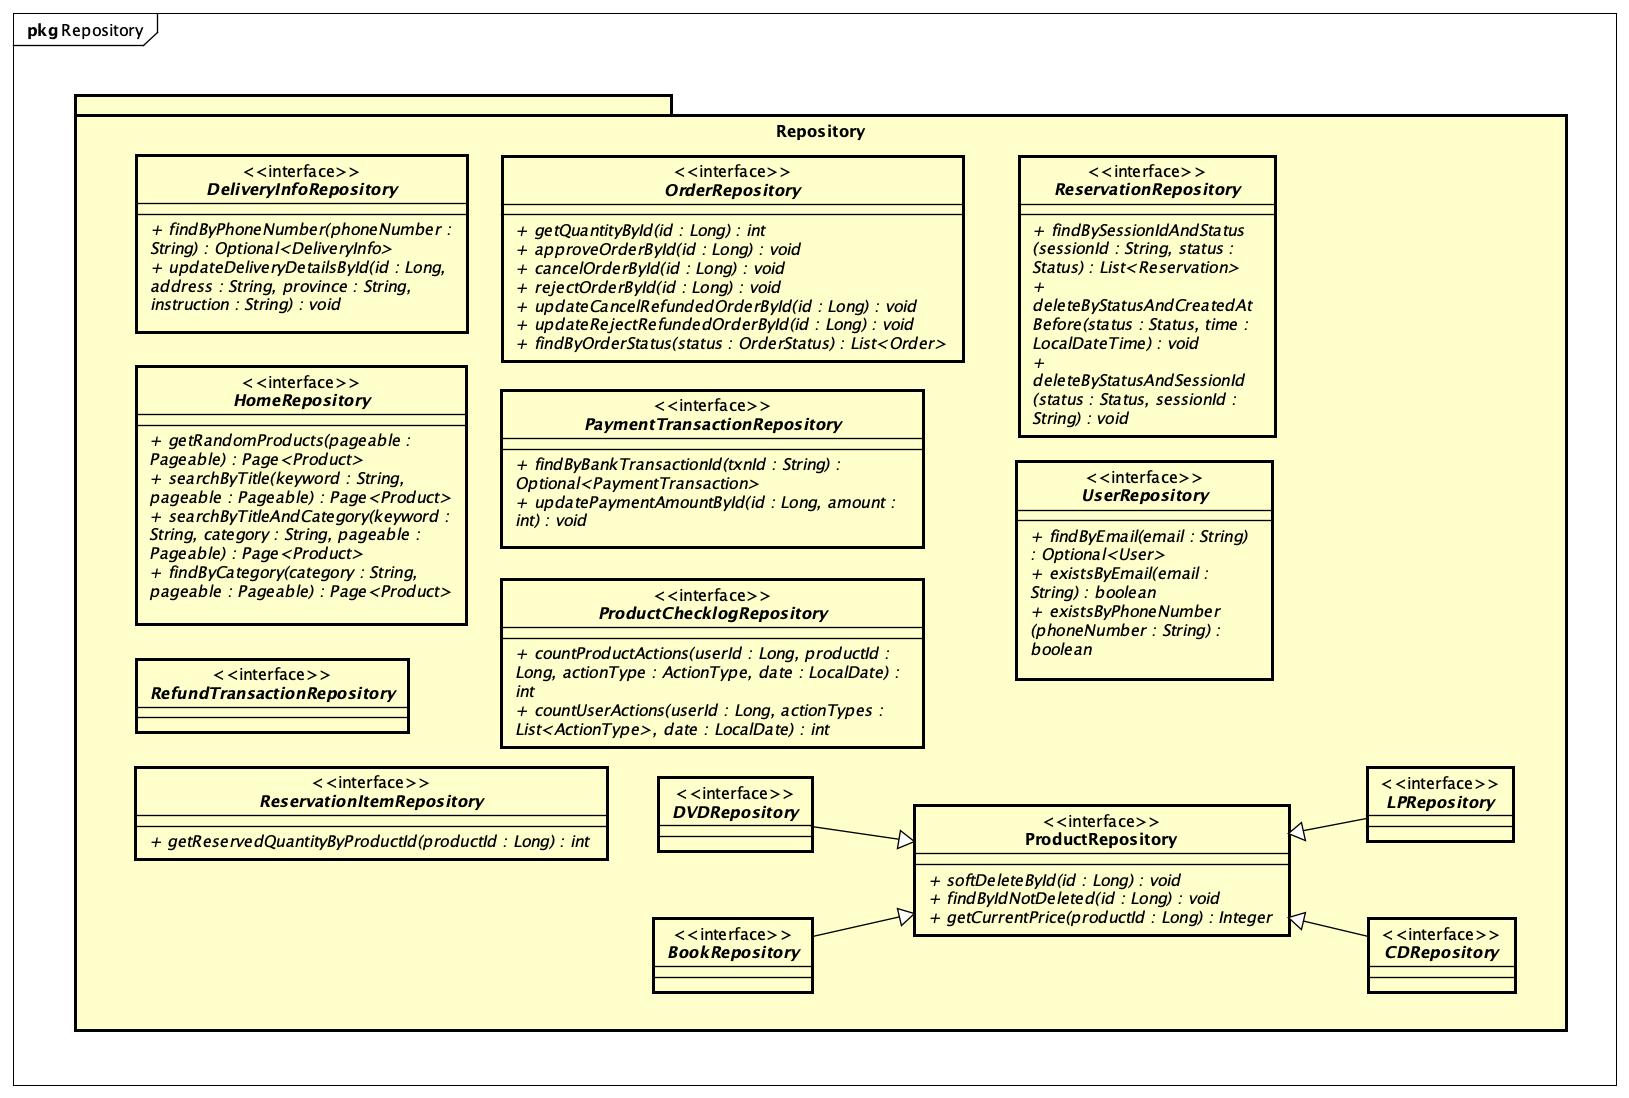 pkg Repository
Repository
<<interface>>
DeliveryInfoRepository
+ findByPhoneNumber(phoneNumber :
String) : Optional<DeliveryInfo>
+ updateDeliveryDetailsById(id : Long,
address : String, province : String,
instruction : String) : void
<<interface>>
OrderRepository
+ getQuantityById(id : Long) : int
+ approveOrderById(id : Long) : void
+ cancelOrderById(id : Long) : void
+ rejectOrderById(id : Long) : void
+ updateCancelRefundedOrderById(id : Long) : void
+ updateRejectRefundedOrderById(id : Long) : void
+ findByOrderStatus(status : OrderStatus) : List<Order>
<<interface>>
ReservationRepository
+ findBySessionIdAndStatus
(sessionId : String, status :
Status) : List<Reservation>
+
deleteByStatusAndCreatedAt
Before(status : Status, time :
LocalDateTime) : void
+
deleteByStatusAndSessionId
(status : Status, sessionId :
String) : void
<<interface>>
HomeRepository
+ getRandomProducts(pageable :
Pageable) : Page<Product>
+ searchByTitle(keyword : String,
pageable : Pageable) : Page<Product>
+ searchByTitleAndCategory(keyword :
String, category : String, pageable :
Pageable) : Page<Product>
+ findByCategory(category : String,
pageable : Pageable) : Page<Product>
<<interface>>
PaymentTransactionRepository
+ findByBankTransactionId(txnId : String) :
Optional<PaymentTransaction>
+ updatePaymentAmountById(id : Long, amount :
int) : void
<<interface>>
UserRepository
+ findByEmail(email : String)
: Optional<User>
+ existsByEmail(email :
String) : boolean
+ existsByPhoneNumber
(phoneNumber : String) :
boolean
<<interface>>
ProductChecklogRepository
+ countProductActions(userId : Long, productId :
Long, actionType : ActionType, date : LocalDate) :
int
+ countUserActions(userId : Long, actionTypes :
List<ActionType>, date : LocalDate) : int
<<interface>>
RefundTransactionRepository
<<interface>>
ReservationItemRepository
+ getReservedQuantityByProductId(productId : Long) : int
<<interface>>
DVDRepository
<<interface>>
ProductRepository
+ softDeleteById(id : Long) : void
+ findByIdNotDeleted(id : Long) : void
+ getCurrentPrice(productId : Long) : Integer
<<interface>>
LPRepository
<<interface>>
BookRepository
<<interface>>
CDRepository